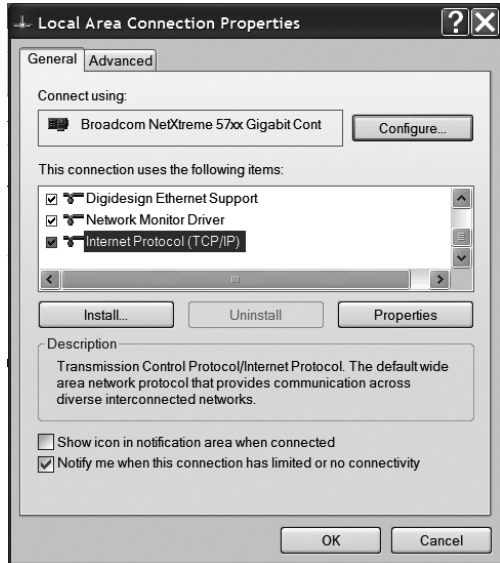 Local Area Connection Properties
General Advanced
Connect using:
Broadcom NetXtreme 57xx Gigabit Cont Configure...
This connection uses the following items:
Digidesign Ethernet Support
Network Monitor Driver
Internet Protocol (TCP/IP)
Install... Uninstall Properties
Description
Transmission Control Protocol/Internet Protocol. The default wide
area network protocol that provides communication across
diverse interconnected networks.
Show icon in notification area when connected
Notify me when this connection has limited or no connectivity
OK Cancel